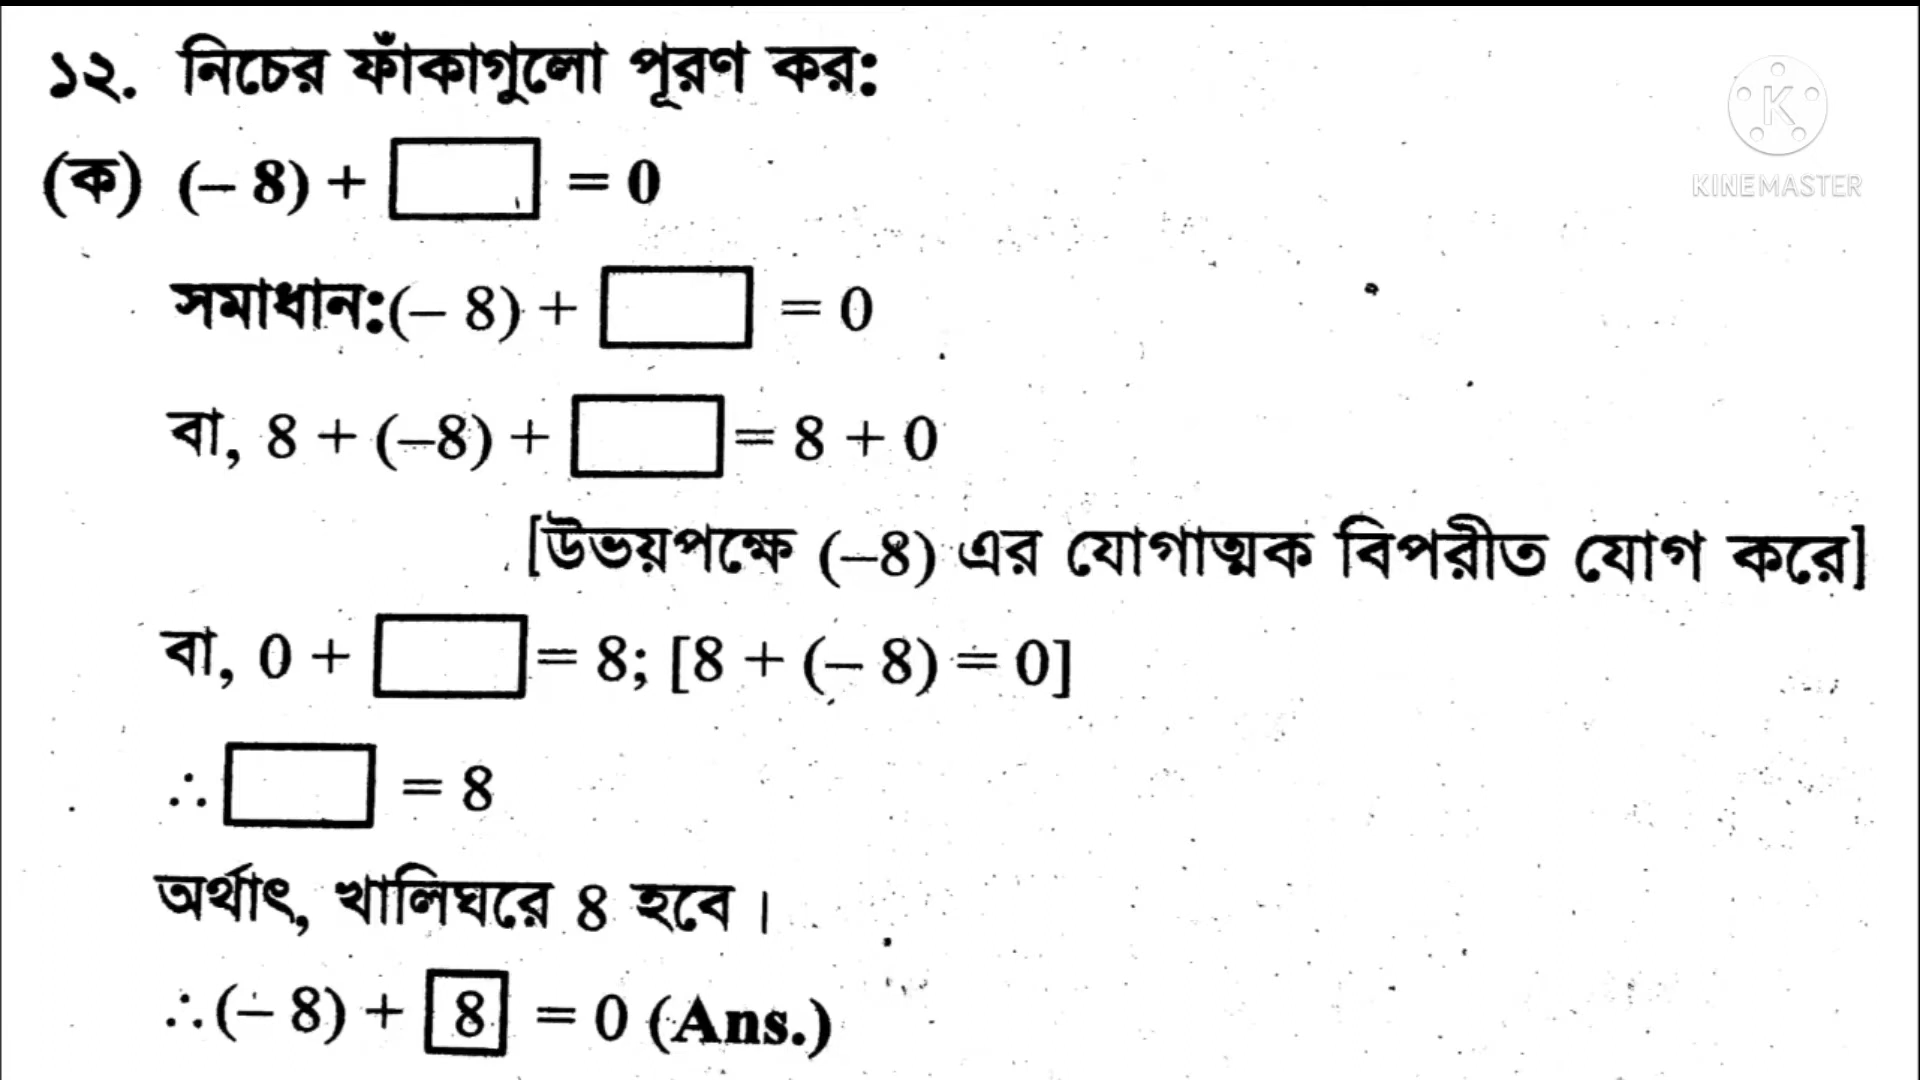 ১২. নিচের ফাঁকাগুলো পূরণ কর:
(ক) (– 8) + = 0
সমাধান:(– 8) + = 0
বা, 8 + (–8) + = 8 + 0
[উভয়পক্ষে (–8) এর যোগাত্মক বিপরীত যোগ করে]
বা, 0 + = 8; [8 + (– 8) = 0]
∴ = 8
অর্থাৎ, খালিঘরে 8 হবে।
∴ (– 8) + 8 = 0 (Ans.)
K
KINEMASTER